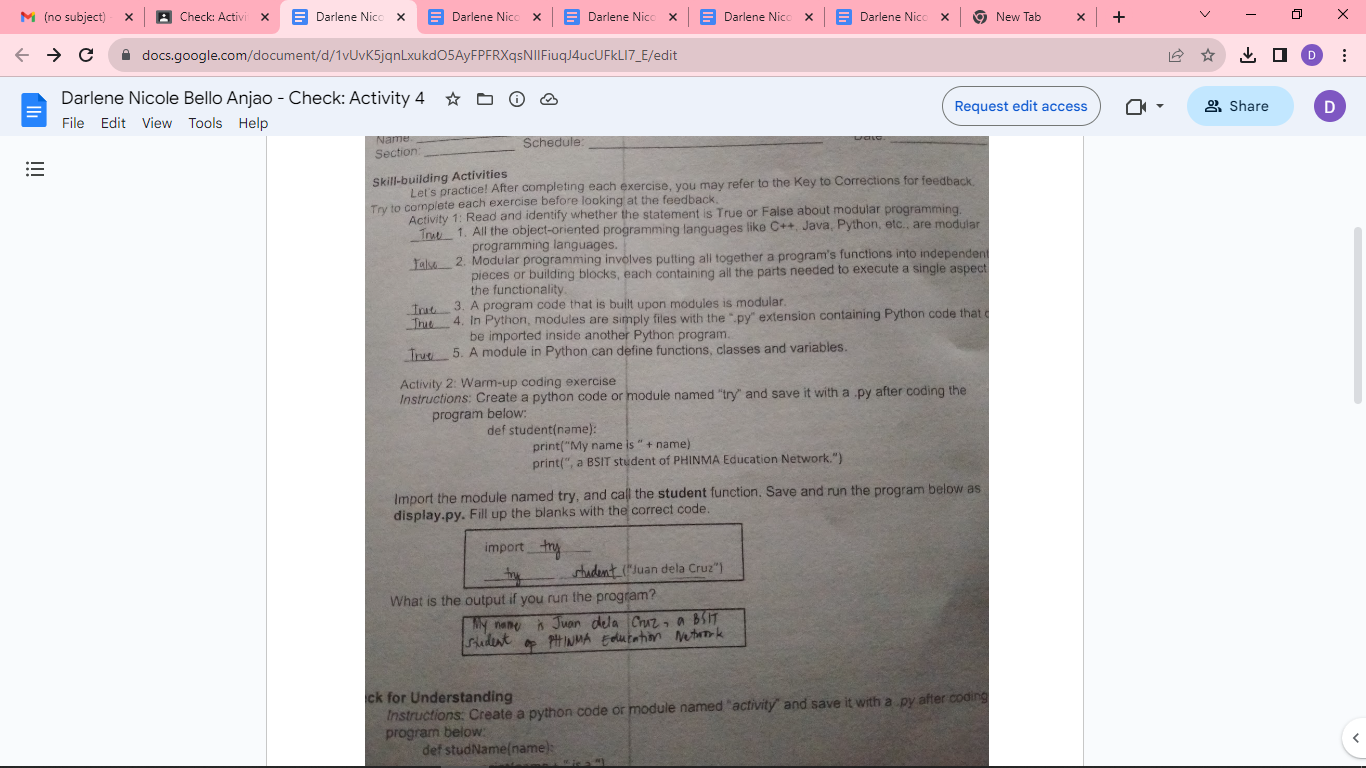 (no subject)
Check: Activi
Darlene Nico
Darlene Nico
Darlene Nico
Darlene Nico
Darlene Nico
New Tab
docs.google.com/document/d/1vUvK5jqnLxukdO5AyFPFRXqsNIIFiuqJ4ucUFkLI7_E/edit
D
Darlene Nicole Bello Anjao - Check: Activity 4
File Edit View Tools Help
Request edit access
Share
D
Name:
Section: Schedule: Date:
Skill-building Activities
Let's practice! After completing each exercise, you may refer to the Key to Corrections for feedback.
Try to complete each exercise before looking at the feedback.
Activity 1: Read and identify whether the statement is True or False about modular programming.
True 1. All the object-oriented programming languages like C++, Java, Python, etc., are modular
programming languages.
False 2. Modular programming involves putting all together a program's functions into independent
pieces or building blocks, each containing all the parts needed to execute a single aspect
the functionality.
True 3. A program code that is built upon modules is modular.
True 4. In Python, modules are simply files with the ".py" extension containing Python code that c
be imported inside another Python program.
True 5. A module in Python can define functions, classes and variables.
Activity 2: Warm-up coding exercise
Instructions: Create a python code or module named "try" and save it with a .py after coding the
program below:
def student(name):
print("My name is " + name)
print(", a BSIT student of PHINMA Education Network.")
Import the module named try, and call the student function. Save and run the program below as
display.py. Fill up the blanks with the correct code.
import try
try student ("Juan dela Cruz")
What is the output if you run the program?
My name is Juan dela Cruz, a BSIT
student of PHINMA Education Network
ck for Understanding
Instructions: Create a python code or module named "activity" and save it with a .py after coding
program below:
def studName(name):
" is a ")